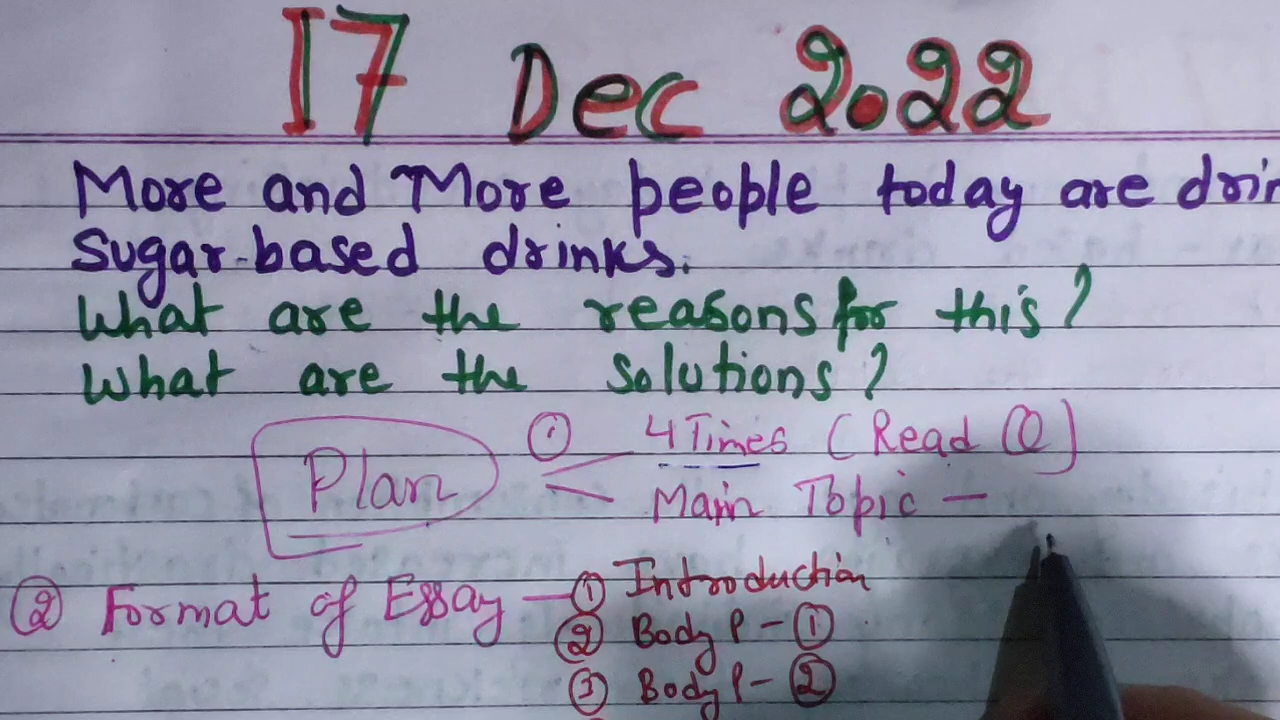 17 Dec 2022
More and More people today are drin
Sugar-based drinks.
What are the reasons for this?
What are the solutions?
Plan ① 4 Times (Read Q)
Main Topic —
② Format of Essay — ① Introduction
② Body P - ①
③ Body P - ②